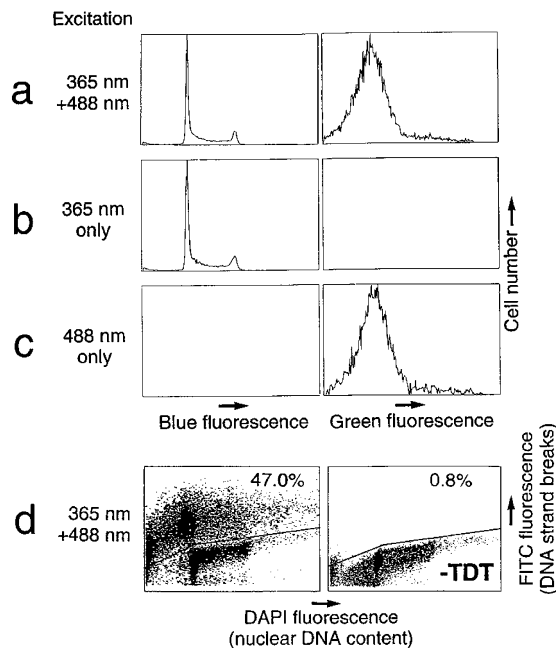 Excitation
a
365 nm
+488 nm
b
365 nm
only
c
488 nm
only
Cell number
Blue fluorescence
Green fluorescence
d
365 nm
+488 nm
47.0%
0.8%
-TDT
FITC fluorescence
(DNA strand breaks)
DAPI fluorescence
(nuclear DNA content)